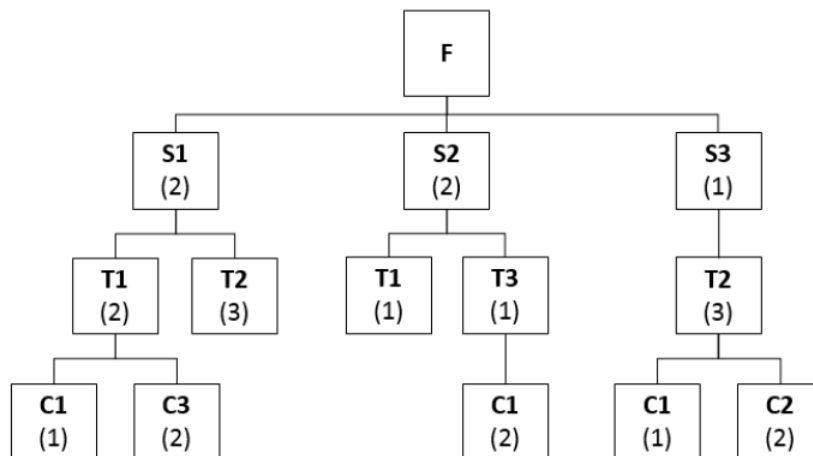 F
S1
(2)
S2
(2)
S3
(1)
T1
(2)
T2
(3)
T1
(1)
T3
(1)
T2
(3)
C1
(1)
C3
(2)
C1
(2)
C1
(1)
C2
(2)